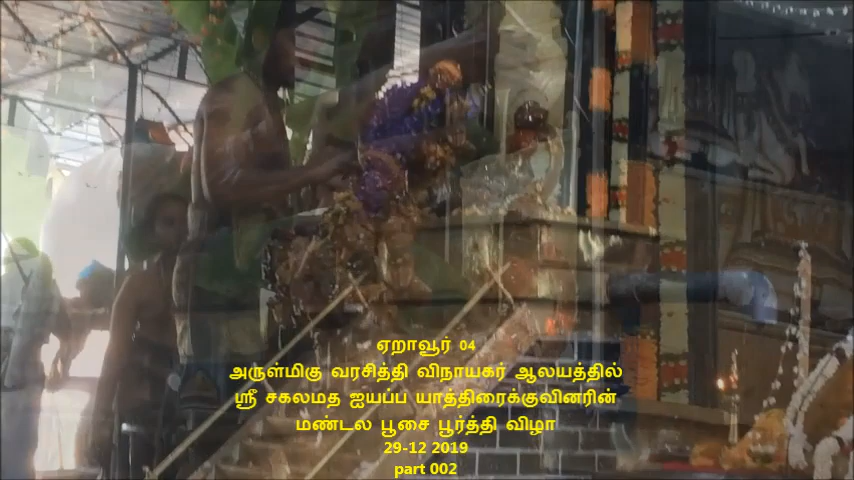 ஏறாவூர் 04
அருள்மிகு வரசித்தி விநாயகர் ஆலயத்தில்
ஸ்ரீ சகலமத ஐயப்ப யாத்திரைக்குவினரின்
மண்டல பூசை பூர்த்தி விழா
29-12 2019
part 002